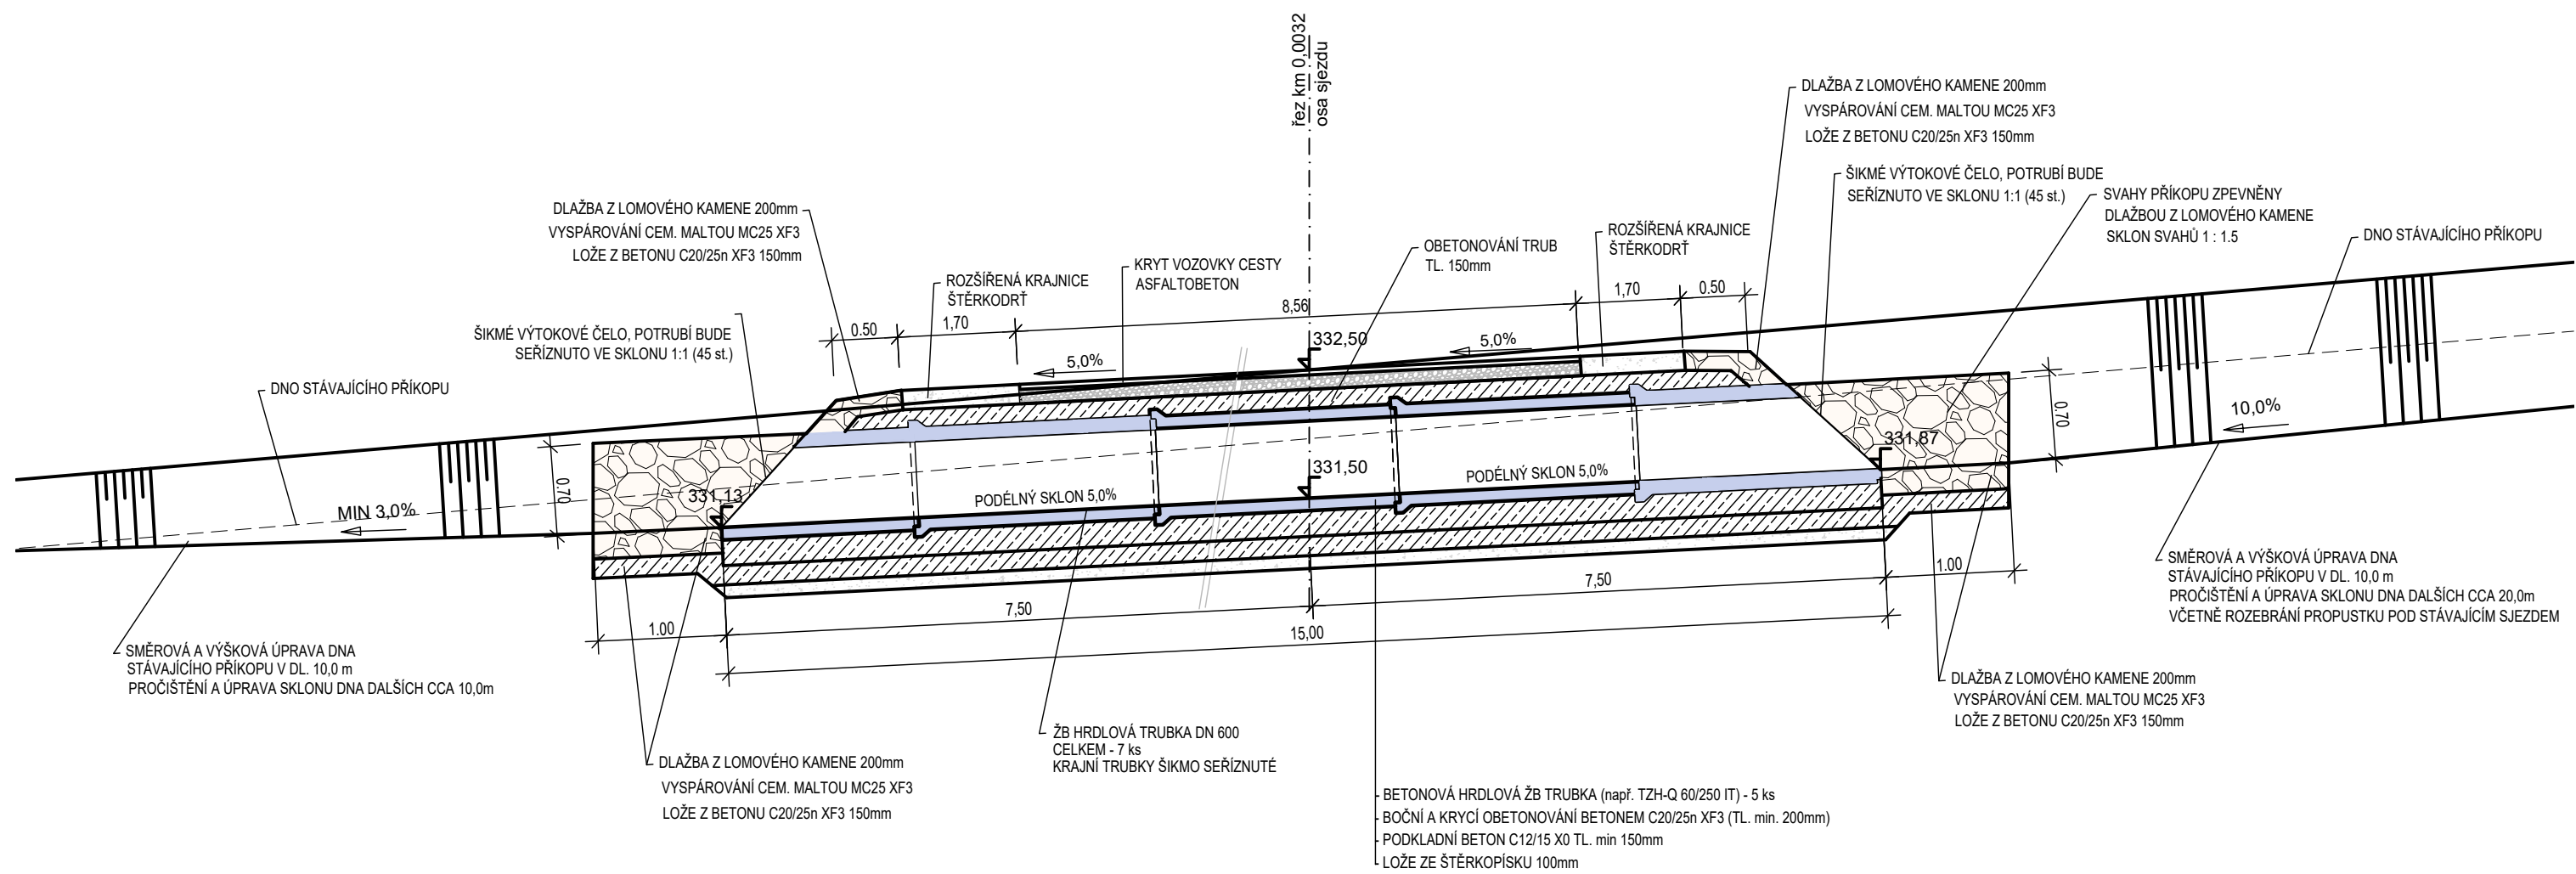 řez km 0,0032
osa sjezdu
DLAŽBA Z LOMOVÉHO KAMENE 200mm
VYSPÁROVÁNÍ CEM. MALTOU MC25 XF3
LOŽE Z BETONU C20/25n XF3 150mm
ŠIKMÉ VÝTOKOVÉ ČELO, POTRUBÍ BUDE
SEŘÍZNUTO VE SKLONU 1:1 (45 st.)
SVAHY PŘÍKOPU ZPEVNĚNY
DLAŽBOU Z LOMOVÉHO KAMENE
SKLON SVAHŮ 1 : 1.5
DNO STÁVAJÍCÍHO PŘÍKOPU
DLAŽBA Z LOMOVÉHO KAMENE 200mm
VYSPÁROVÁNÍ CEM. MALTOU MC25 XF3
LOŽE Z BETONU C20/25n XF3 150mm
ROZŠÍŘENÁ KRAJNICE
ŠTĚRKODRŤ
KRYT VOZOVKY CESTY
ASFALTOBETON
OBETONOVÁNÍ TRUB
TL. 150mm
ROZŠÍŘENÁ KRAJNICE
ŠTĚRKODRŤ
ŠIKMÉ VÝTOKOVÉ ČELO, POTRUBÍ BUDE
SEŘÍZNUTO VE SKLONU 1:1 (45 st.)
DNO STÁVAJÍCÍHO PŘÍKOPU
0.50
1,70
8,56
1,70
0.50
5,0%
332,50
5,0%
0.70
10,0%
331,87
331,50
PODÉLNÝ SKLON 5,0%
PODÉLNÝ SKLON 5,0%
331,13
0.70
MIN 3,0%
1.00
7,50
7,50
1.00
15,00
SMĚROVÁ A VÝŠKOVÁ ÚPRAVA DNA
STÁVAJÍCÍHO PŘÍKOPU V DL. 10,0 m
PROČIŠTĚNÍ A ÚPRAVA SKLONU DNA DALŠÍCH CCA 20,0m
VČETNĚ ROZEBRÁNÍ PROPUSTKU POD STÁVAJÍCÍM SJEZDEM
SMĚROVÁ A VÝŠKOVÁ ÚPRAVA DNA
STÁVAJÍCÍHO PŘÍKOPU V DL. 10,0 m
PROČIŠTĚNÍ A ÚPRAVA SKLONU DNA DALŠÍCH CCA 10,0m
DLAŽBA Z LOMOVÉHO KAMENE 200mm
VYSPÁROVÁNÍ CEM. MALTOU MC25 XF3
LOŽE Z BETONU C20/25n XF3 150mm
ŽB HRDLOVÁ TRUBKA DN 600
CELKEM - 7 ks
KRAJNÍ TRUBKY ŠIKMO SEŘÍZNUTÉ
DLAŽBA Z LOMOVÉHO KAMENE 200mm
VYSPÁROVÁNÍ CEM. MALTOU MC25 XF3
LOŽE Z BETONU C20/25n XF3 150mm
BETONOVÁ HRDLOVÁ ŽB TRUBKA (např. TZH-Q 60/250 IT) - 5 ks
BOČNÍ A KRYCÍ OBETONOVÁNÍ BETONEM C20/25n XF3 (TL. min. 200mm)
PODKLADNÍ BETON C12/15 X0 TL. min 150mm
LOŽE ZE ŠTĚRKOPÍSKU 100mm